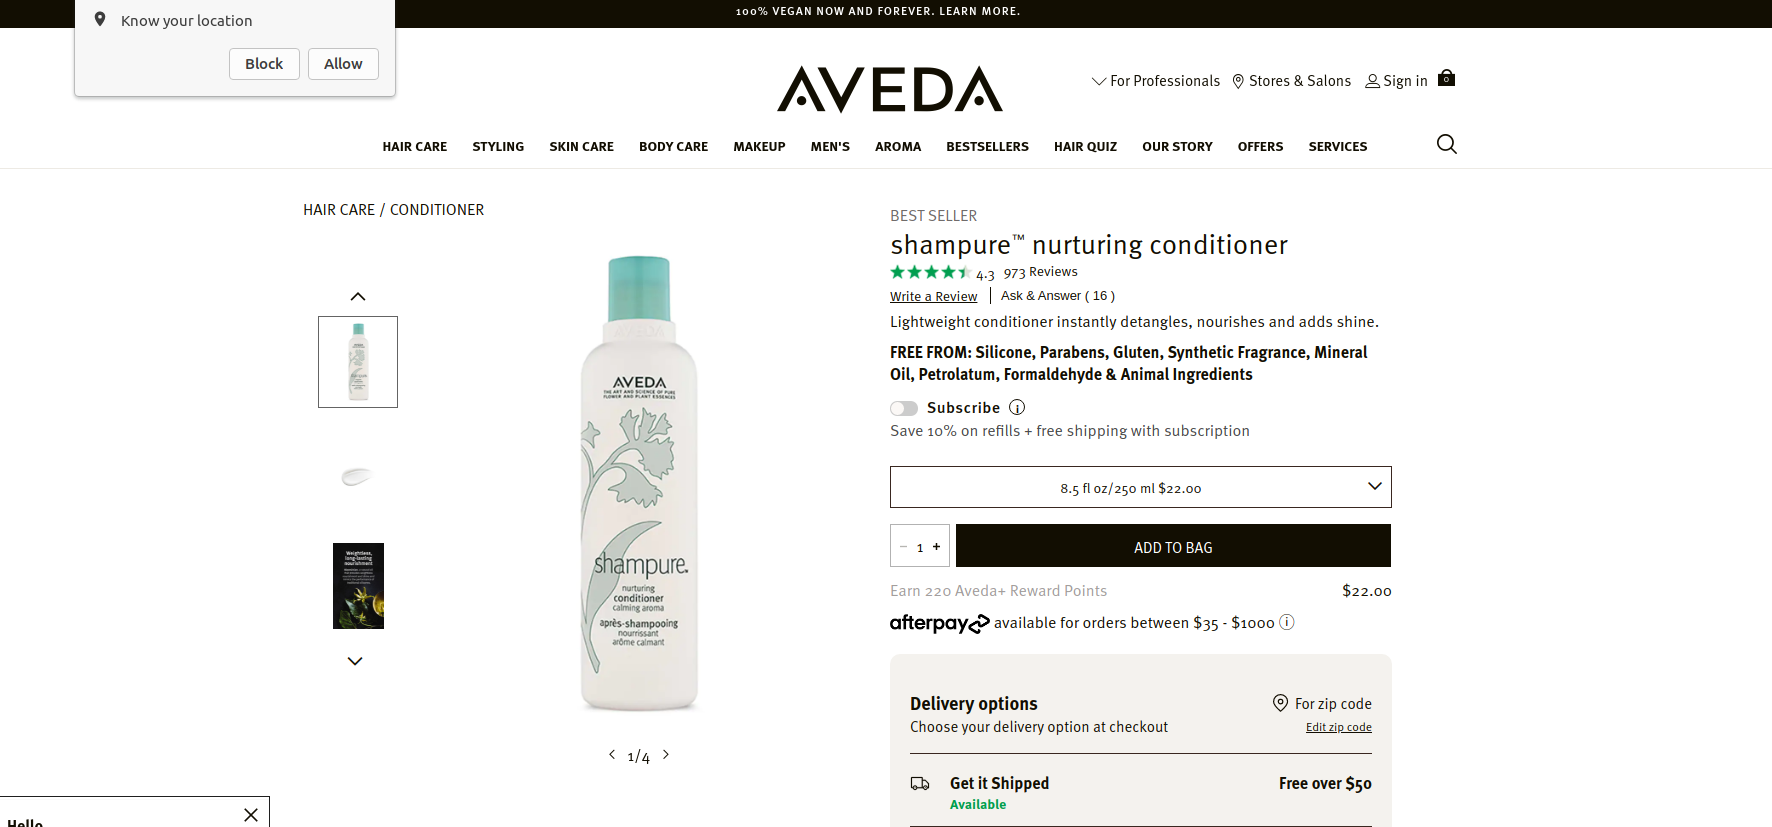 Know your location
Block
Allow
100% VEGAN NOW AND FOREVER. LEARN MORE.
AVEDA
For Professionals
Stores & Salons
Sign in
0
HAIR CARE
STYLING
SKIN CARE
BODY CARE
MAKEUP
MEN'S
AROMA
BESTSELLERS
HAIR QUIZ
OUR STORY
OFFERS
SERVICES
HAIR CARE / CONDITIONER
AVEDA
THE ART AND SCIENCE OF PURE
FLOWER AND PLANT ESSENCES
shampure.
nurturing
conditioner
calming aroma
après-shampooing
nourrissant
arôme calmant
Weightless,
long-lasting
nourishment
1/4
BEST SELLER
shampure™ nurturing conditioner
4.3 973 Reviews
Write a Review
Ask & Answer ( 16 )
Lightweight conditioner instantly detangles, nourishes and adds shine.
FREE FROM: Silicone, Parabens, Gluten, Synthetic Fragrance, Mineral
Oil, Petrolatum, Formaldehyde & Animal Ingredients
Subscribe
Save 10% on refills + free shipping with subscription
8.5 fl oz/250 ml $22.00
− 1 +
ADD TO BAG
Earn 220 Aveda+ Reward Points
$22.00
afterpay available for orders between $35 - $1000
Delivery options
For zip code
Choose your delivery option at checkout
Edit zip code
Get it Shipped
Free over $50
Available
Hello